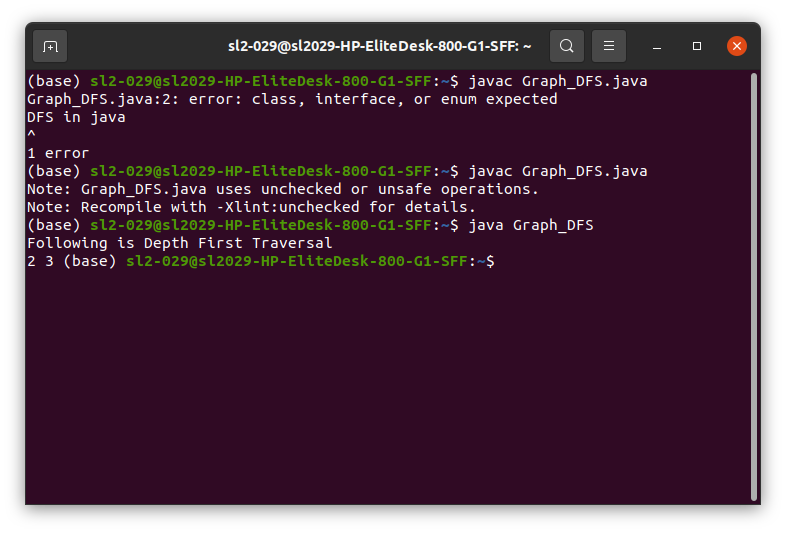 sl2-029@sl2029-HP-EliteDesk-800-G1-SFF: ~
(base) sl2-029@sl2029-HP-EliteDesk-800-G1-SFF:~$ javac Graph_DFS.java
Graph_DFS.java:2: error: class, interface, or enum expected
DFS in java
^
1 error
(base) sl2-029@sl2029-HP-EliteDesk-800-G1-SFF:~$ javac Graph_DFS.java
Note: Graph_DFS.java uses unchecked or unsafe operations.
Note: Recompile with -Xlint:unchecked for details.
(base) sl2-029@sl2029-HP-EliteDesk-800-G1-SFF:~$ java Graph_DFS
Following is Depth First Traversal
2 3 (base) sl2-029@sl2029-HP-EliteDesk-800-G1-SFF:~$